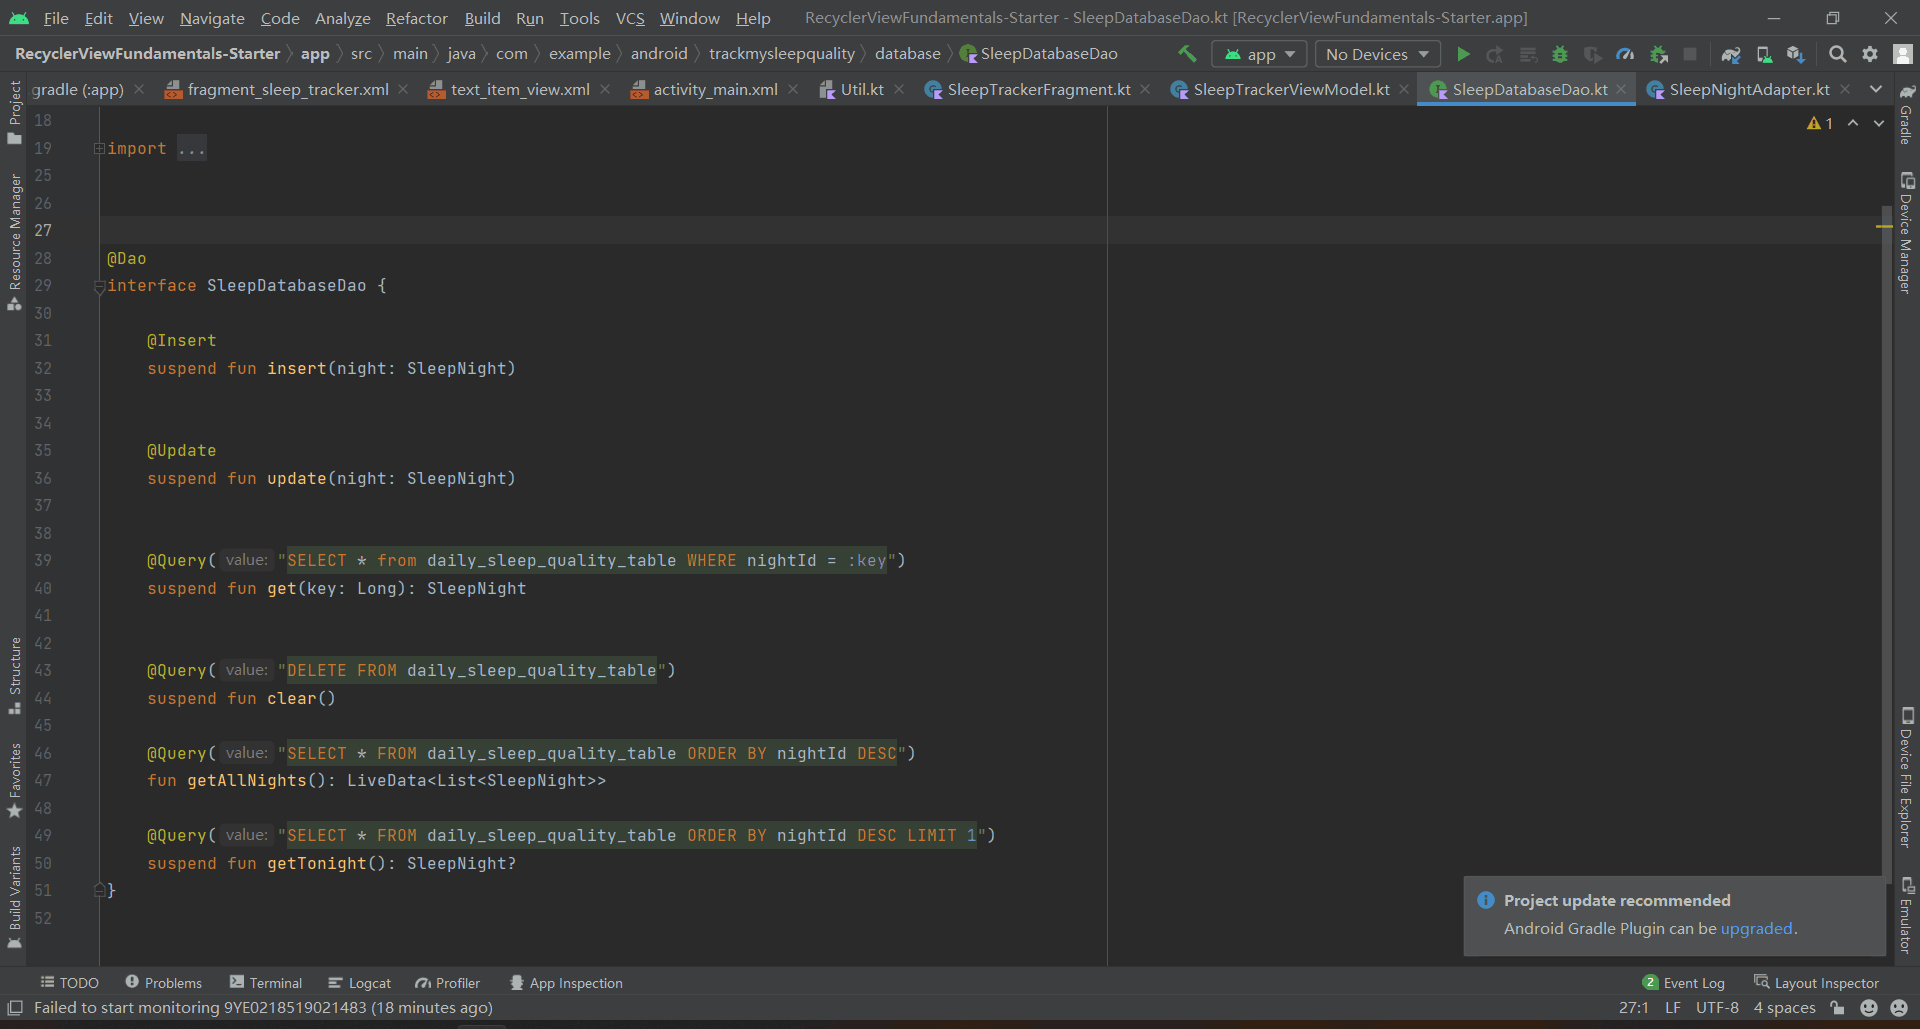 File Edit View Navigate Code Analyze Refactor Build Run Tools VCS Window Help RecyclerViewFundamentals-Starter - SleepDatabaseDao.kt [RecyclerViewFundamentals-Starter.app]
RecyclerViewFundamentals-Starter app src main java com example android trackmysleepquality database SleepDatabaseDao app No Devices
gradle (:app) fragment_sleep_tracker.xml text_item_view.xml activity_main.xml Util.kt SleepTrackerFragment.kt SleepTrackerViewModel.kt SleepDatabaseDao.kt SleepNightAdapter.kt
Project
Resource Manager
Structure
Favorites
Build Variants
18
19 import ...
25
26
27
28 @Dao
29 interface SleepDatabaseDao {
30
31 @Insert
32 suspend fun insert(night: SleepNight)
33
34
35 @Update
36 suspend fun update(night: SleepNight)
37
38
39 @Query( value: "SELECT * from daily_sleep_quality_table WHERE nightId = :key")
40 suspend fun get(key: Long): SleepNight
41
42
43 @Query( value: "DELETE FROM daily_sleep_quality_table")
44 suspend fun clear()
45
46 @Query( value: "SELECT * FROM daily_sleep_quality_table ORDER BY nightId DESC")
47 fun getAllNights(): LiveData<List<SleepNight>>
48
49 @Query( value: "SELECT * FROM daily_sleep_quality_table ORDER BY nightId DESC LIMIT 1")
50 suspend fun getTonight(): SleepNight?
51 }
52
1
Gradle
Device Manager
Device File Explorer
Emulator
Project update recommended
Android Gradle Plugin can be upgraded.
TODO Problems Terminal Logcat Profiler App Inspection 2 Event Log Layout Inspector
Failed to start monitoring 9YE0218519021483 (18 minutes ago) 27:1 LF UTF-8 4 spaces